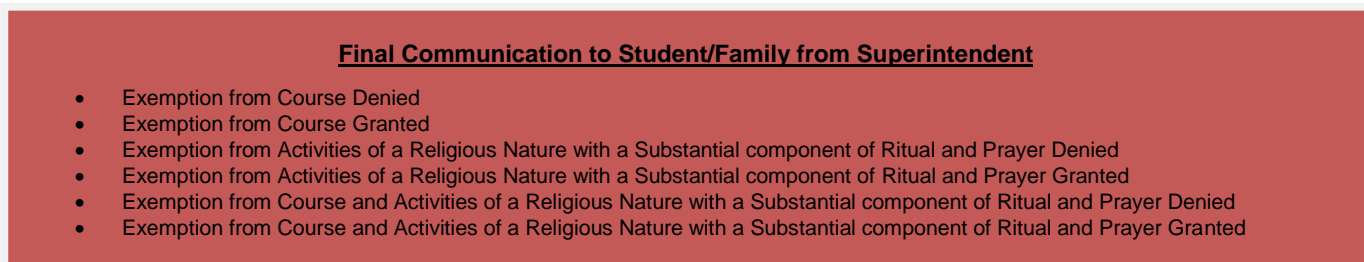 Final Communication to Student/Family from Superintendent
• Exemption from Course Denied
• Exemption from Course Granted
• Exemption from Activities of a Religious Nature with a Substantial component of Ritual and Prayer Denied
• Exemption from Activities of a Religious Nature with a Substantial component of Ritual and Prayer Granted
• Exemption from Course and Activities of a Religious Nature with a Substantial component of Ritual and Prayer Denied
• Exemption from Course and Activities of a Religious Nature with a Substantial component of Ritual and Prayer Granted